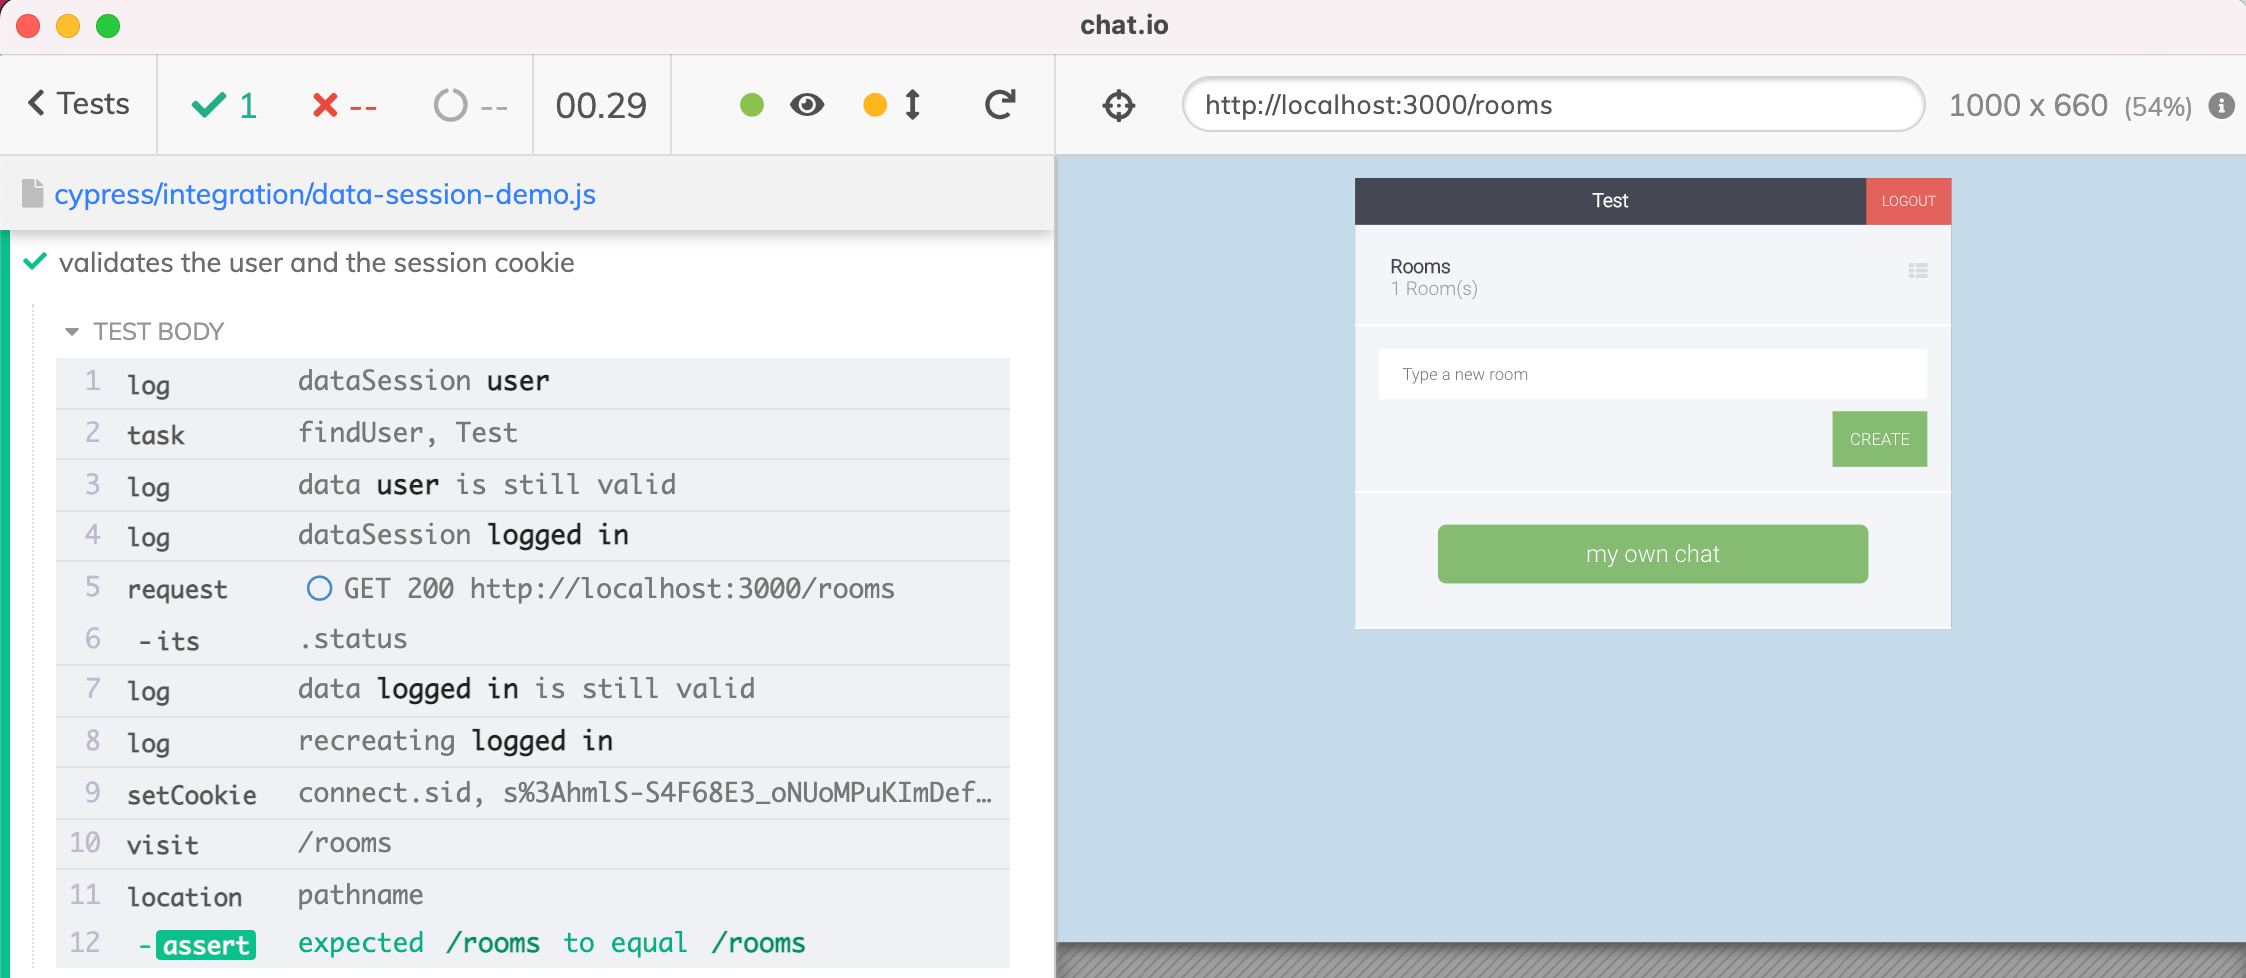 chat.io
Tests
1
--
--
00.29
http://localhost:3000/rooms
1000 x 660 (54%)
cypress/integration/data-session-demo.js
validates the user and the session cookie
TEST BODY
1 log dataSession user
2 task findUser, Test
3 log data user is still valid
4 log dataSession logged in
5 request GET 200 http://localhost:3000/rooms
6 -its .status
7 log data logged in is still valid
8 log recreating logged in
9 setCookie connect.sid, s%3AhmlS-S4F68E3_oNUoMPuKImDef…
10 visit /rooms
11 location pathname
12 -assert expected /rooms to equal /rooms
Test
LOGOUT
Rooms
1 Room(s)
Type a new room
CREATE
my own chat